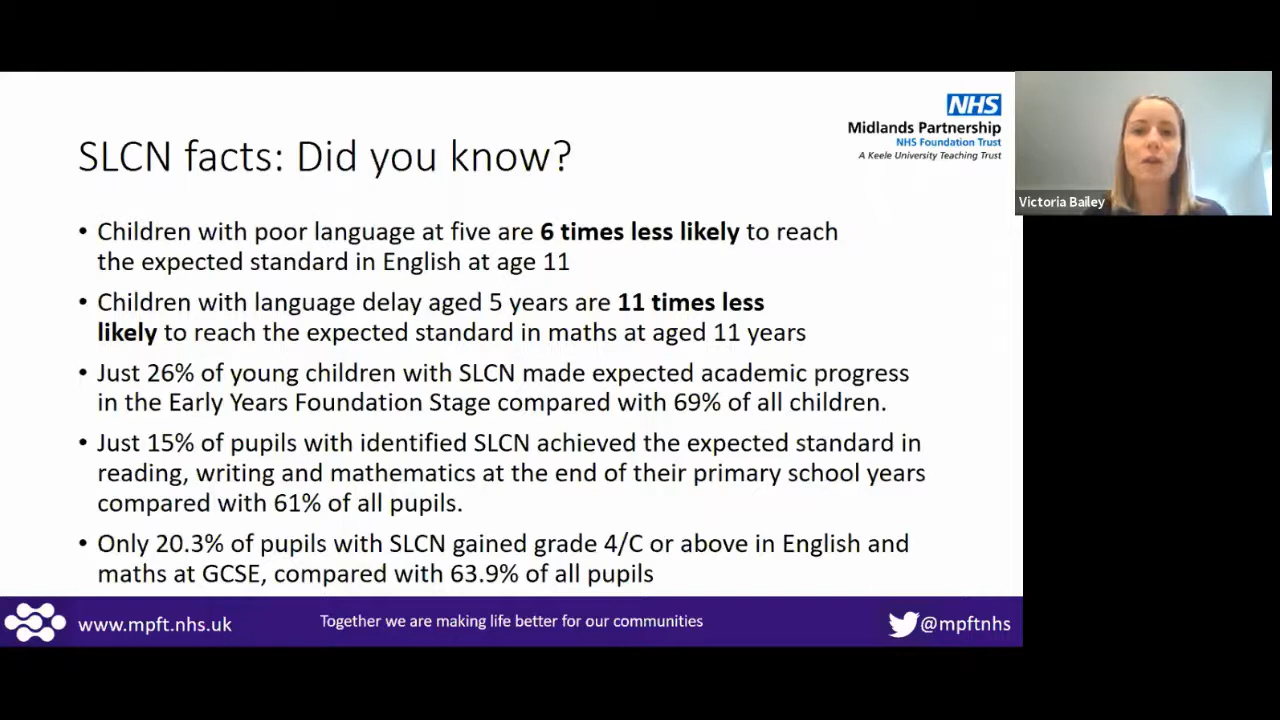 NHS
Midlands Partnership
NHS Foundation Trust
A Keele University Teaching Trust
SLCN facts: Did you know?
Victoria Bailey
• Children with poor language at five are 6 times less likely to reach
the expected standard in English at age 11
• Children with language delay aged 5 years are 11 times less
likely to reach the expected standard in maths at aged 11 years
• Just 26% of young children with SLCN made expected academic progress
in the Early Years Foundation Stage compared with 69% of all children.
• Just 15% of pupils with identified SLCN achieved the expected standard in
reading, writing and mathematics at the end of their primary school years
compared with 61% of all pupils.
• Only 20.3% of pupils with SLCN gained grade 4/C or above in English and
maths at GCSE, compared with 63.9% of all pupils
www.mpft.nhs.uk
Together we are making life better for our communities
@mpftnhs